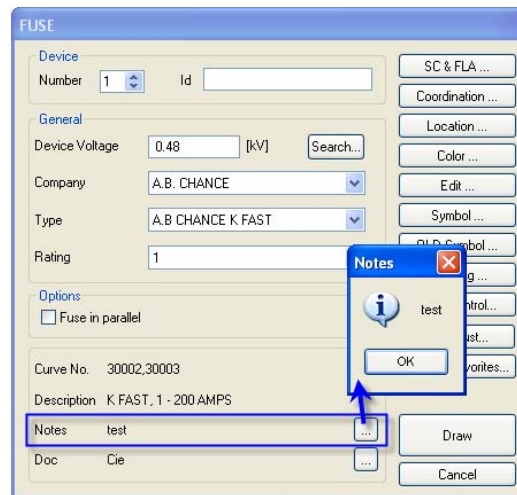 FUSE
Device
Number 1 Id
General
Device Voltage 0.48 [kV] Search...
Company A.B. CHANCE
Type A.B CHANCE K FAST
Rating 1
Options
Fuse in parallel
Curve No. 30002,30003
Description K FAST, 1 - 200 AMPS
Notes test ...
Doc Cie ...
SC & FLA ...
Coordination ...
Location ...
Color ...
Edit ...
Symbol ...
Draw
Cancel
Notes
test
OK